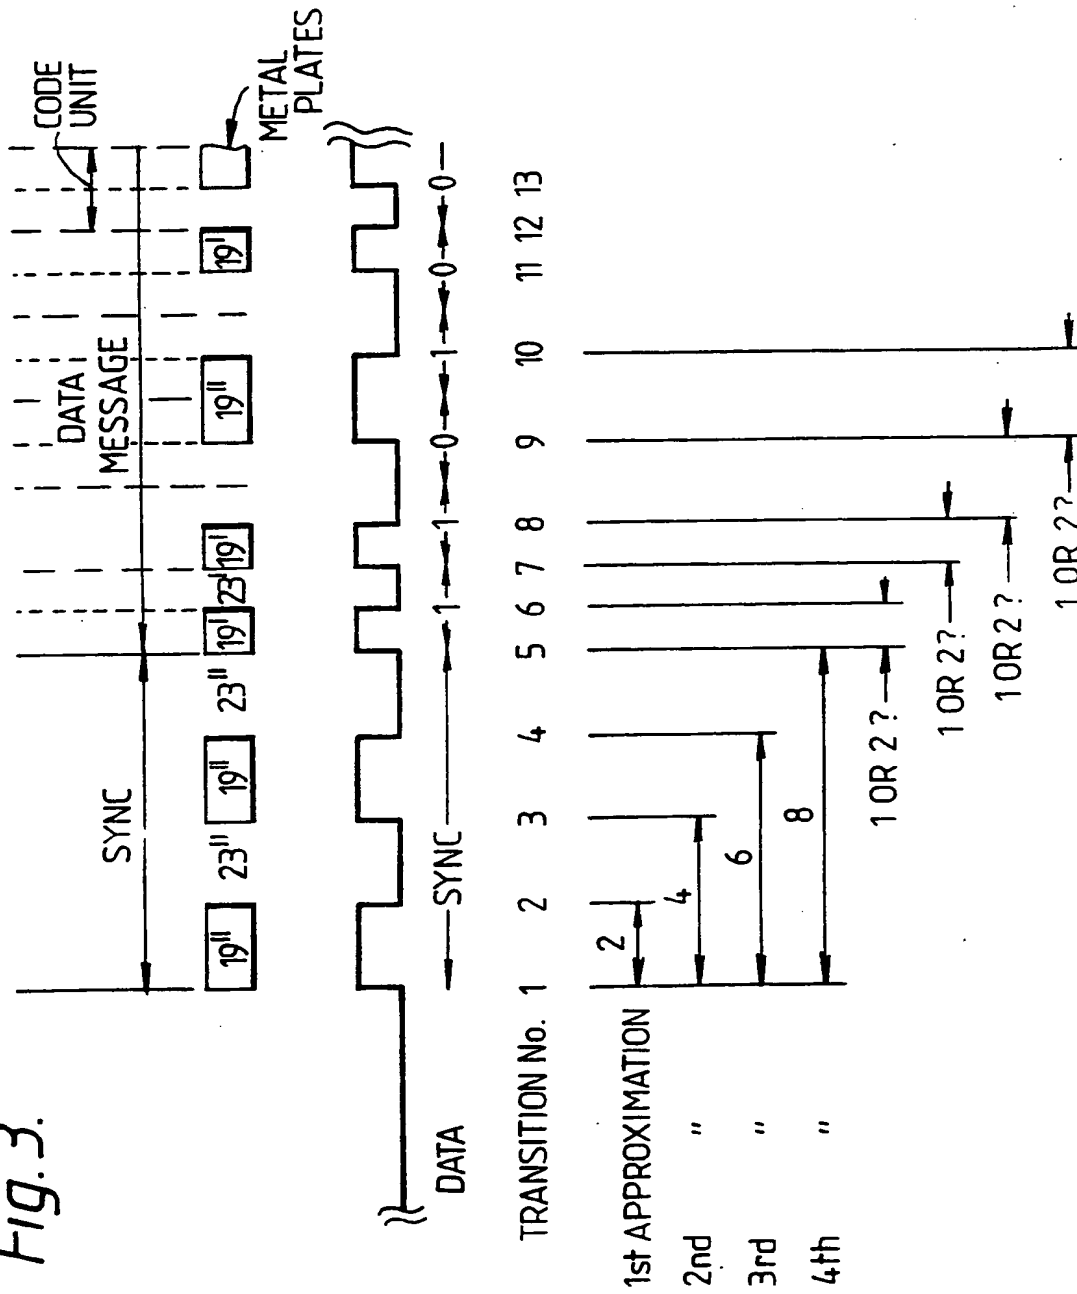 Fig. 3.
SYNC
DATA
MESSAGE
CODE
UNIT
19" 23" 19" 23" 19' 23' 19' 19" 19'
METAL
PLATES
DATA
SYNC 1 1 0 1 0 0
TRANSITION No. 1 2 3 4 5 6 7 8 9 10 11 12 13
1st APPROXIMATION 2
2nd " 4
3rd " 6
4th " 8
1 OR 2 ?
1 OR 2?
1 OR 2 ?
1 OR 2?